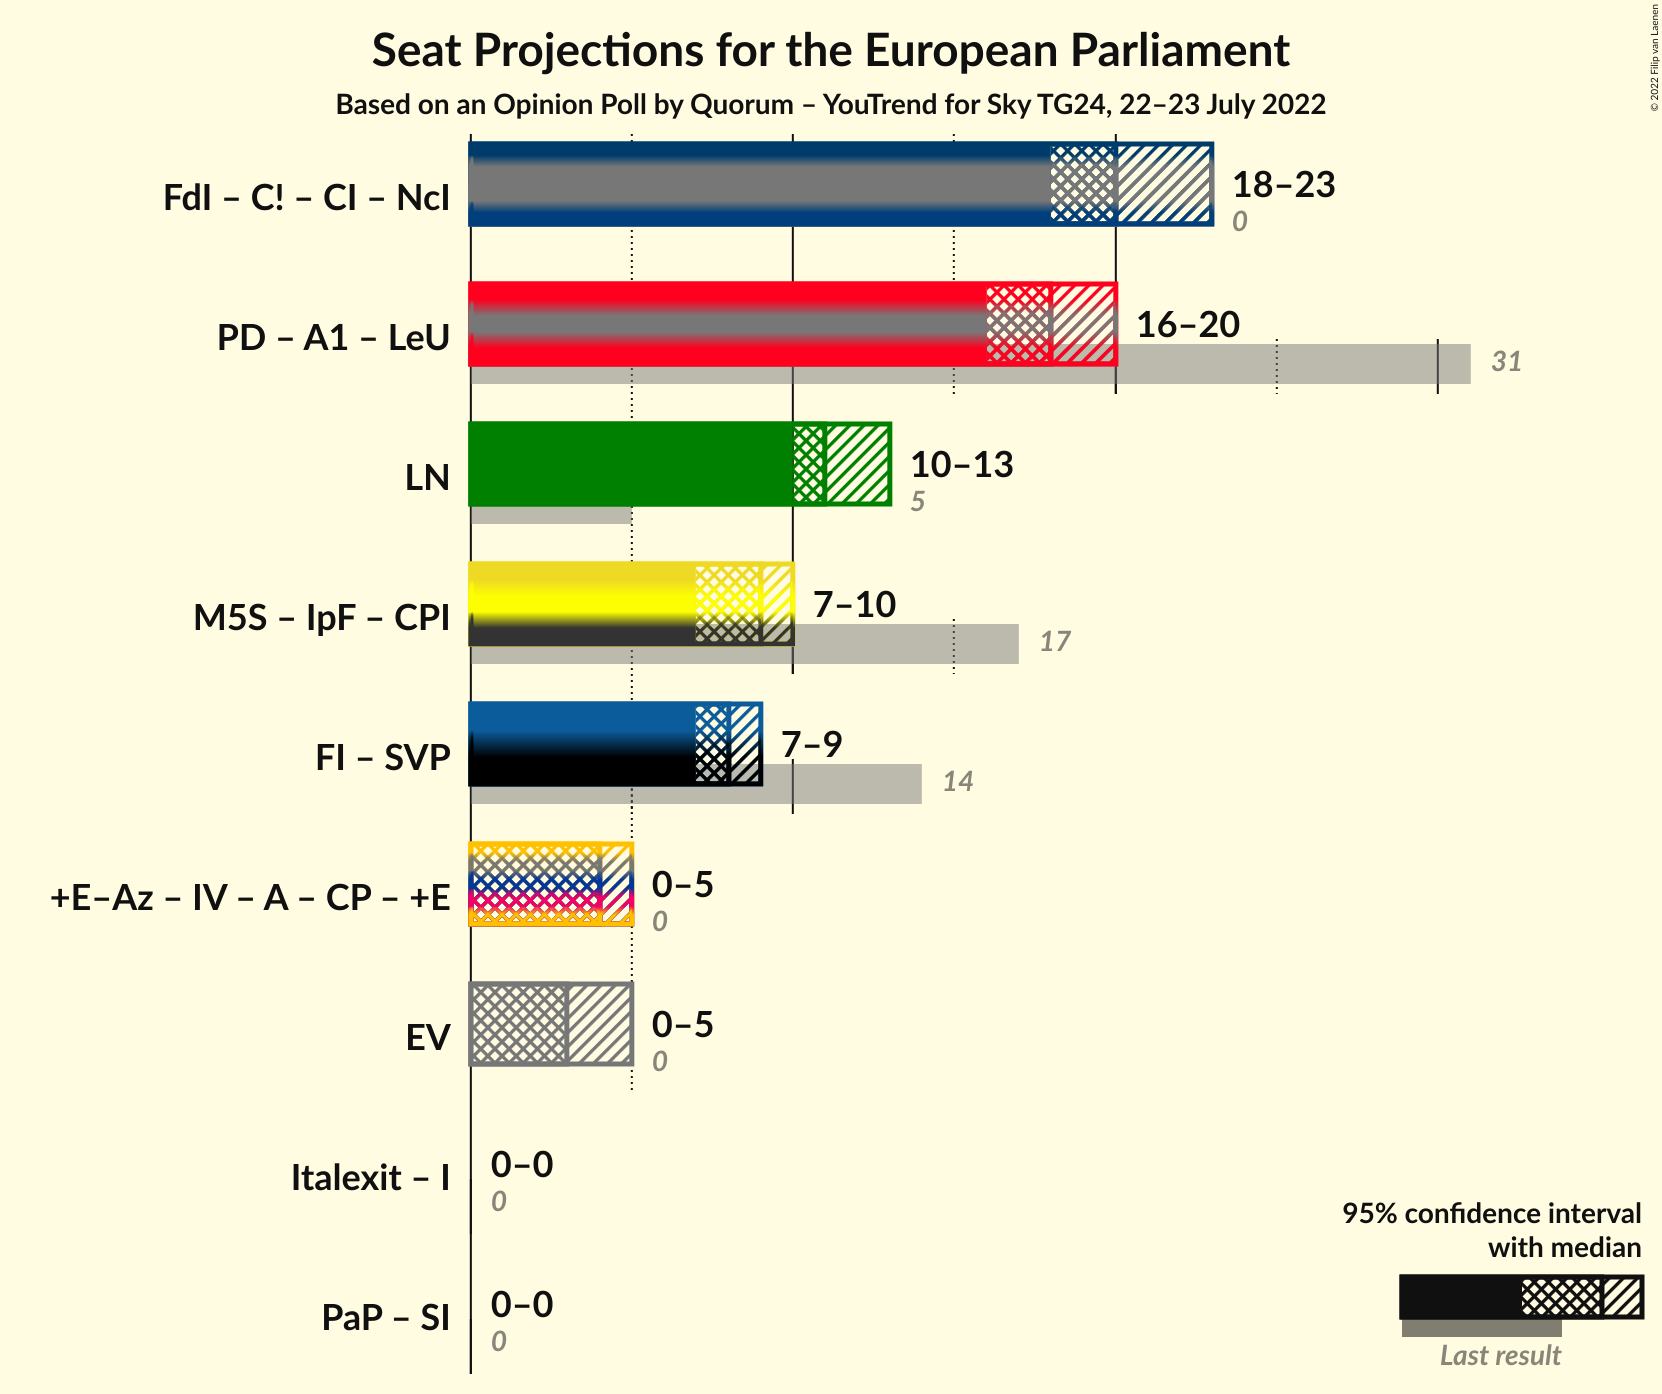 Seat Projections for the European Parliament
Based on an Opinion Poll by Quorum – YouTrend for Sky TG24, 22–23 July 2022
© 2022 Filip van Laenen
FdI – C! – CI – NcI
18–23
0
PD – A1 – LeU
16–20
31
LN
10–13
5
M5S – IpF – CPI
7–10
17
FI – SVP
7–9
14
+E–Az – IV – A – CP – +E
0–5
0
EV
0–5
0
Italexit – I
0–0
0
PaP – SI
0–0
0
95% confidence interval
with median
Last result